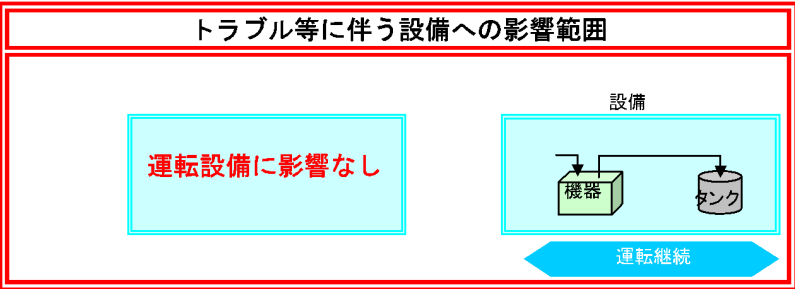 トラブル等に伴う設備への影響範囲
設備
運転設備に影響なし
機器
タンク
運転継続